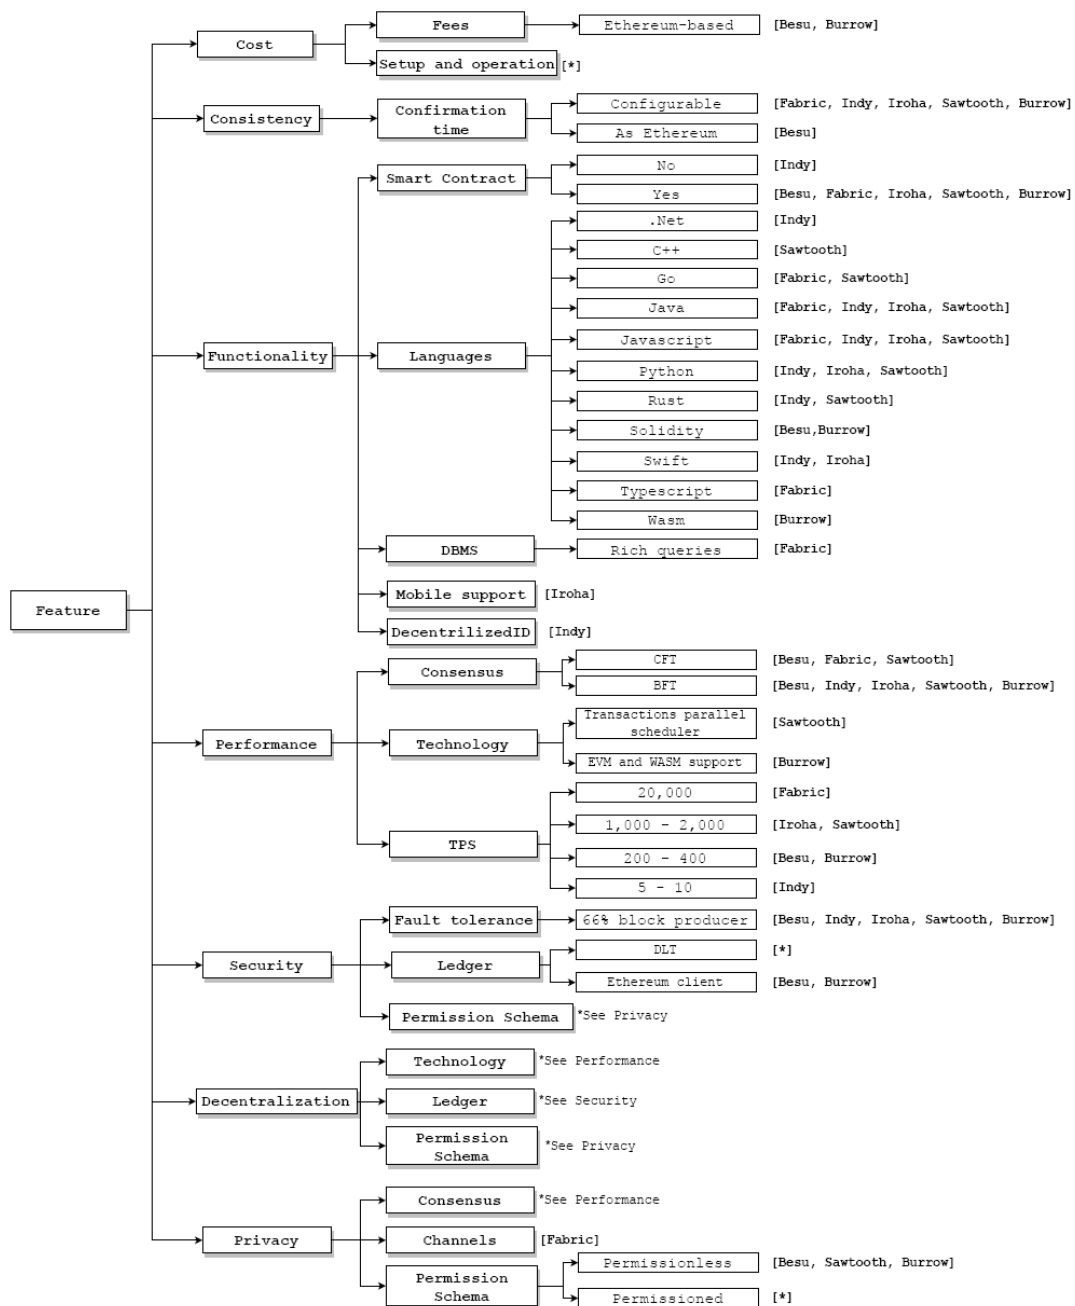 Fees
Ethereum-based
[Besu, Burrow]
Cost
Setup and operation
[*]
Configurable
[Fabric, Indy, Iroha, Sawtooth, Burrow]
Consistency
Confirmation
time
As Ethereum
[Besu]
No
[Indy]
Smart Contract
Yes
[Besu, Fabric, Iroha, Sawtooth, Burrow]
.Net
[Indy]
C++
[Sawtooth]
Go
[Fabric, Sawtooth]
Java
[Fabric, Indy, Iroha, Sawtooth]
Javascript
[Fabric, Indy, Iroha, Sawtooth]
Functionality
Languages
Python
[Indy, Iroha, Sawtooth]
Rust
[Indy, Sawtooth]
Solidity
[Besu,Burrow]
Swift
[Indy, Iroha]
Typescript
[Fabric]
Wasm
[Burrow]
DBMS
Rich queries
[Fabric]
Mobile support
[Iroha]
Feature
DecentrilizedID
[Indy]
CFT
[Besu, Fabric, Sawtooth]
Consensus
BFT
[Besu, Indy, Iroha, Sawtooth, Burrow]
Transactions parallel
scheduler
[Sawtooth]
Performance
Technology
EVM and WASM support
[Burrow]
20,000
[Fabric]
1,000 - 2,000
[Iroha, Sawtooth]
TPS
200 - 400
[Besu, Burrow]
5 - 10
[Indy]
Fault tolerance
66% block producer
[Besu, Indy, Iroha, Sawtooth, Burrow]
DLT
[*]
Security
Ledger
Ethereum client
[Besu, Burrow]
Permission Schema
*See Privacy
Technology
*See Performance
Decentralization
Ledger
*See Security
Permission
Schema
*See Privacy
Consensus
*See Performance
Privacy
Channels
[Fabric]
Permissionless
[Besu, Sawtooth, Burrow]
Permission
Schema
Permissioned
[*]